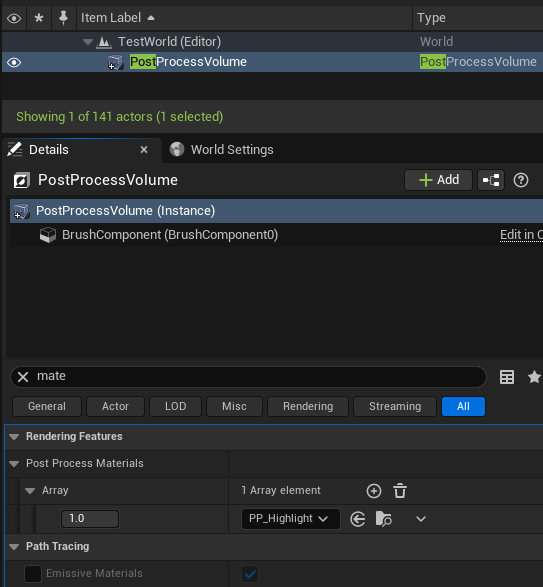 Item Label Type
TestWorld (Editor) World
PostProcessVolume PostProcessVolume
Showing 1 of 141 actors (1 selected)
Details World Settings
PostProcessVolume Add
PostProcessVolume (Instance)
BrushComponent (BrushComponent0) Edit in C
mate
General Actor LOD Misc Rendering Streaming All
Rendering Features
Post Process Materials
Array 1 Array element
1.0 PP_Highlight
Path Tracing
Emissive Materials